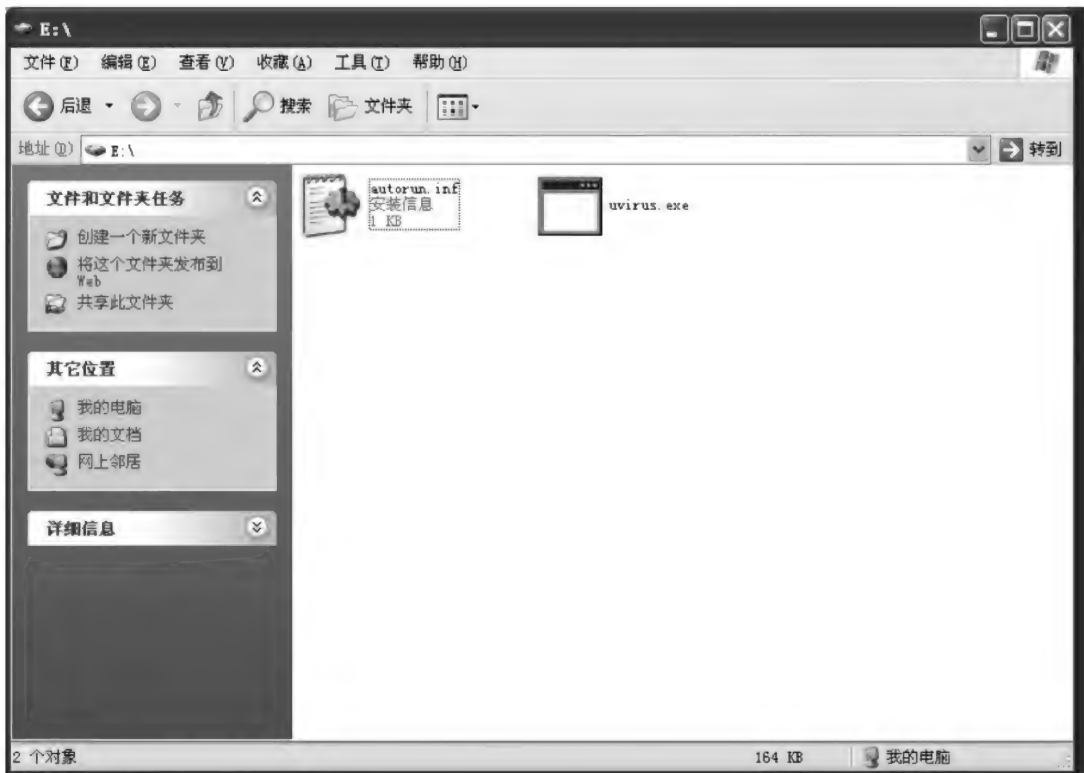 E:\
文件(F) 编辑(E) 查看(V) 收藏(A) 工具(T) 帮助(H)
后退 搜索 文件夹
地址(D) E:\ 转到
文件和文件夹任务
创建一个新文件夹
将这个文件夹发布到
Web
共享此文件夹
其它位置
我的电脑
我的文档
网上邻居
详细信息
autorun.inf
安装信息
1 KB
uvirus.exe
2 个对象 164 KB 我的电脑